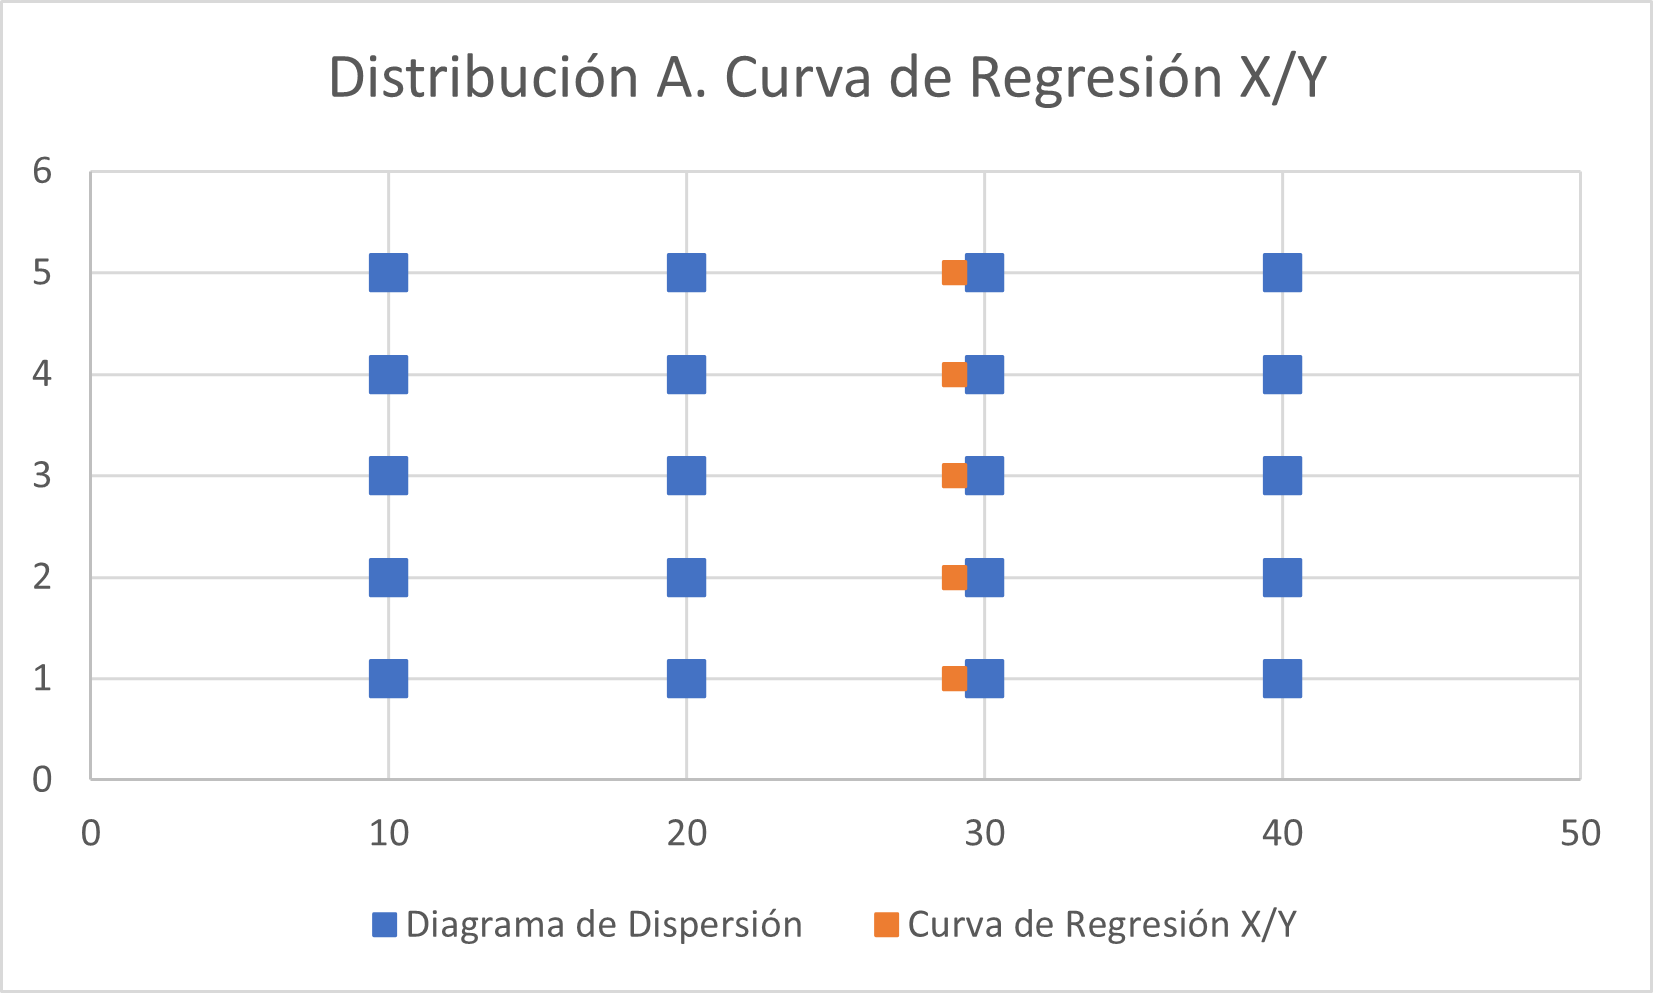 Distribución A. Curva de Regresión X/Y
6
5
4
3
2
1
0
0 10 20 30 40 50
Diagrama de Dispersión Curva de Regresión X/Y